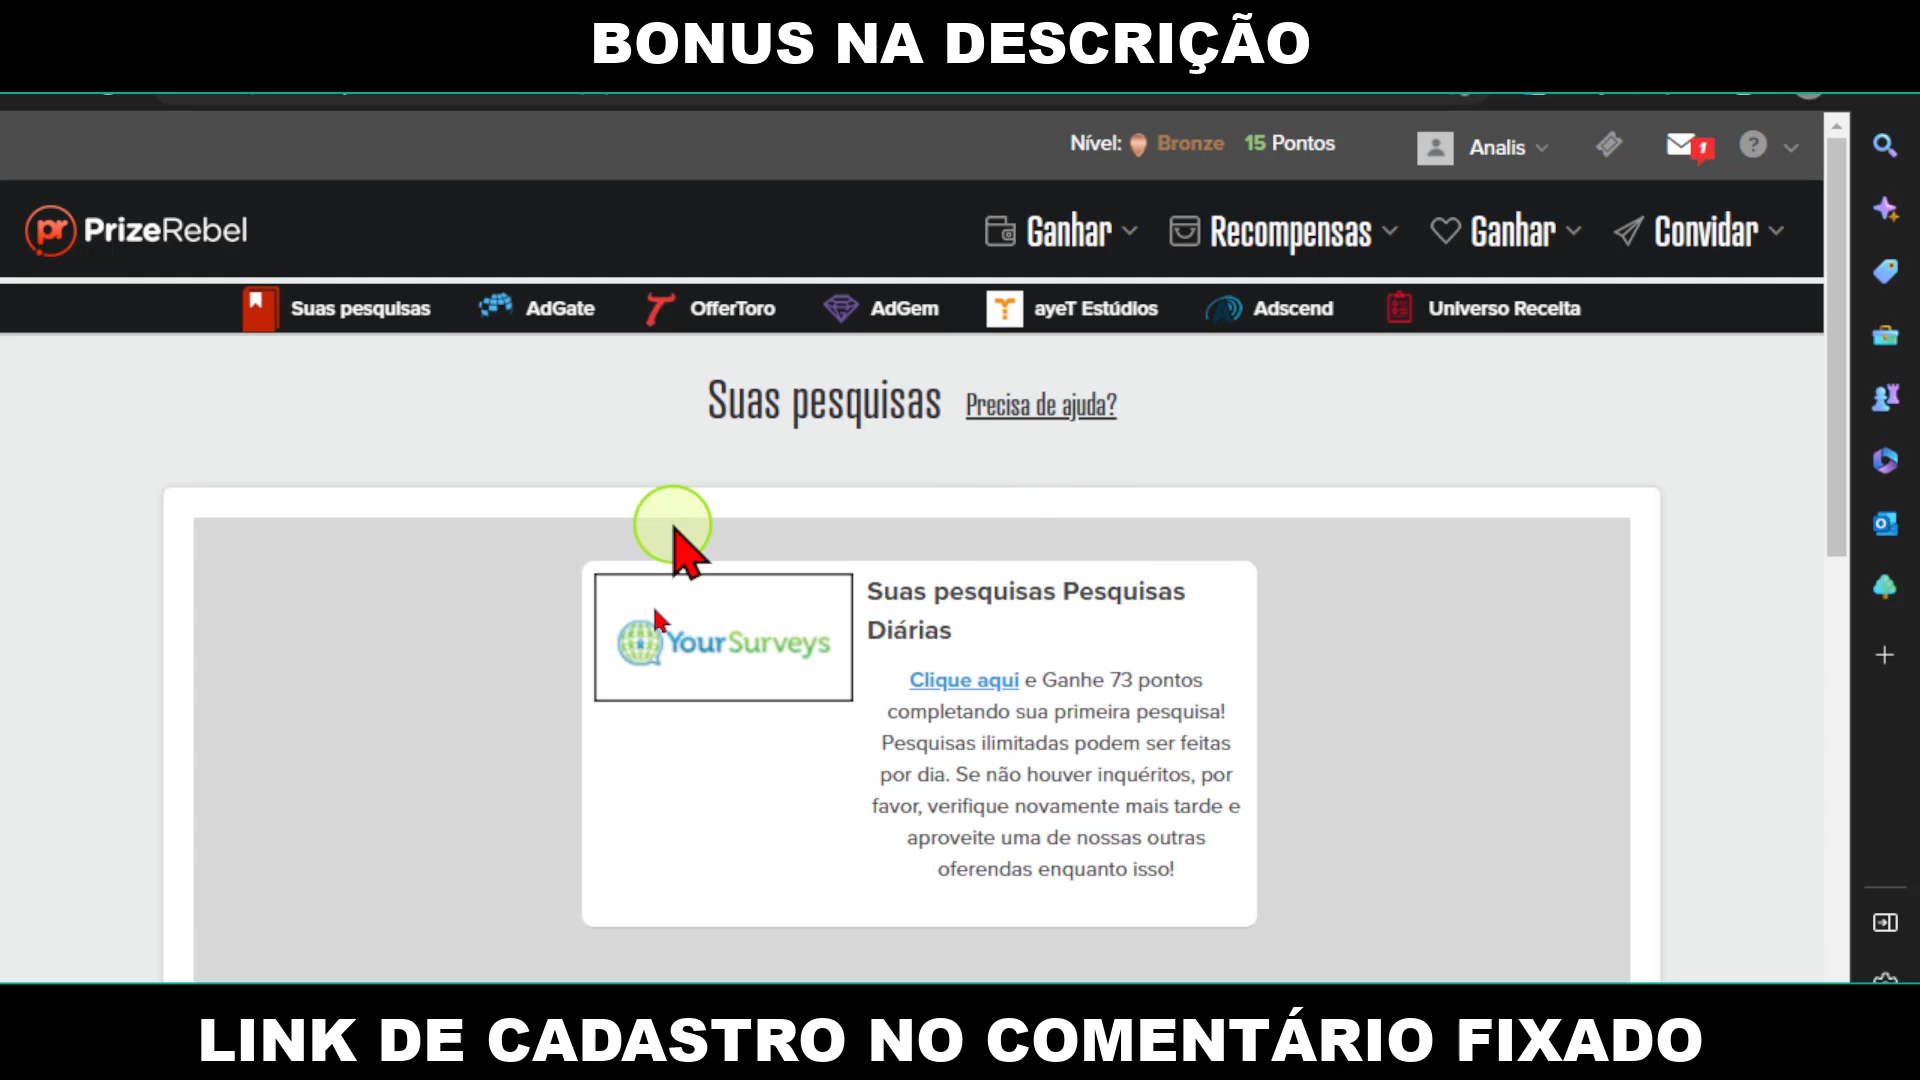 BONUS NA DESCRIÇÃO
Nível: Bronze 15 Pontos Analis 1 ?
pr PrizeRebel Ganhar Recompensas Ganhar Convidar
Suas pesquisas AdGate OfferToro AdGem ayeT Estúdios Adscend Universo Receita
Suas pesquisas Precisa de ajuda?
YourSurveys
Suas pesquisas Pesquisas
Diárias
Clique aqui e Ganhe 73 pontos
completando sua primeira pesquisa!
Pesquisas ilimitadas podem ser feitas
por dia. Se não houver inquéritos, por
favor, verifique novamente mais tarde e
aproveite uma de nossas outras
oferendas enquanto isso!
LINK DE CADASTRO NO COMENTÁRIO FIXADO